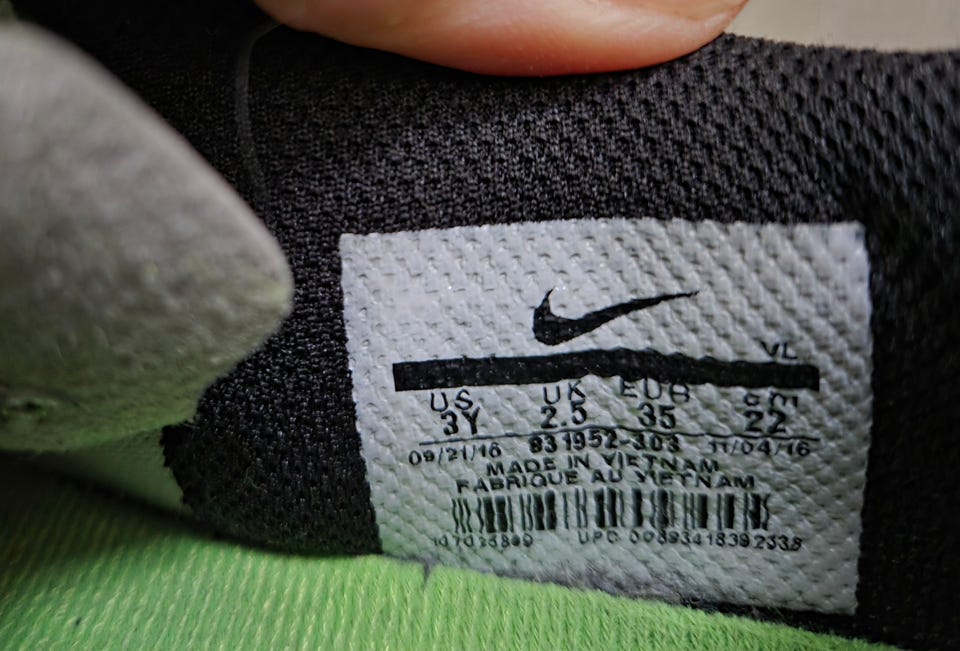 VL
US UK EUR cm
3Y 2.5 35 22
09/21/16 831952-303 11/04/16
MADE IN VIETNAM
FABRIQUE AU VIETNAM
UPC